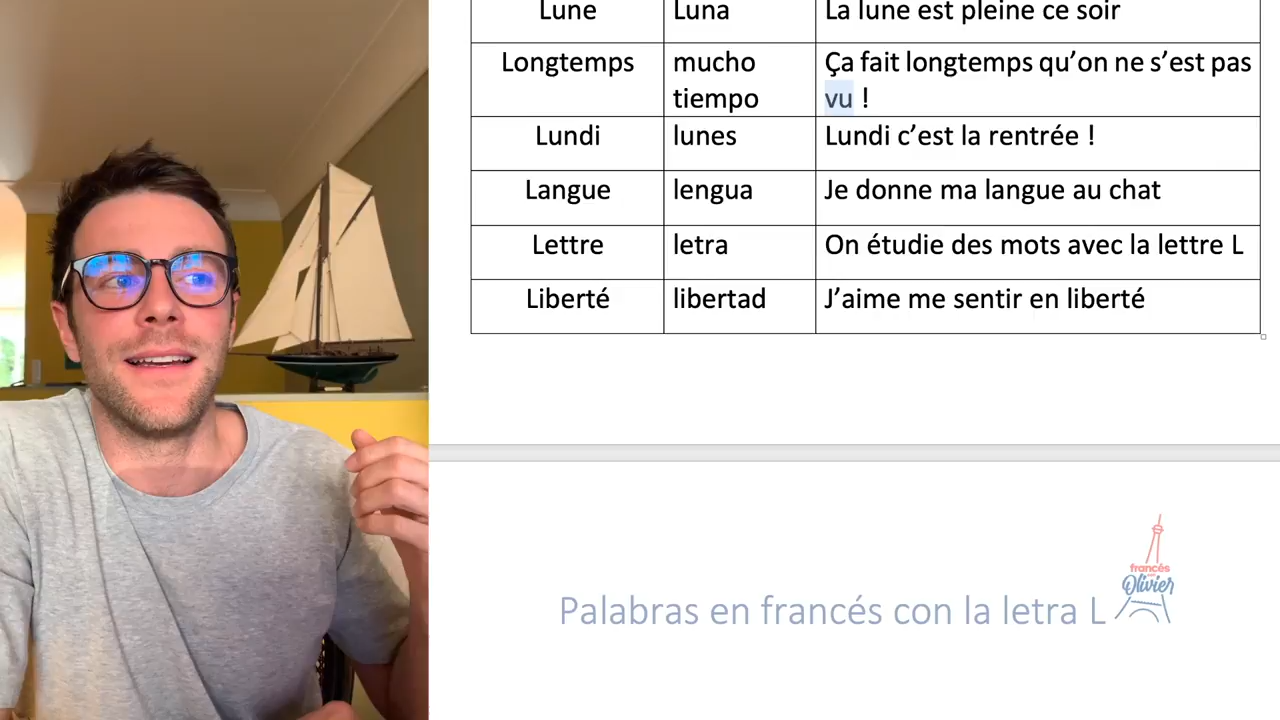 Lune Luna La lune est pleine ce soir
Longtemps mucho tiempo Ça fait longtemps qu’on ne s’est pas vu !
Lundi lunes Lundi c’est la rentrée !
Langue lengua Je donne ma langue au chat
Lettre letra On étudie des mots avec la lettre L
Liberté libertad J’aime me sentir en liberté
francés
Olivier
Palabras en francés con la letra L